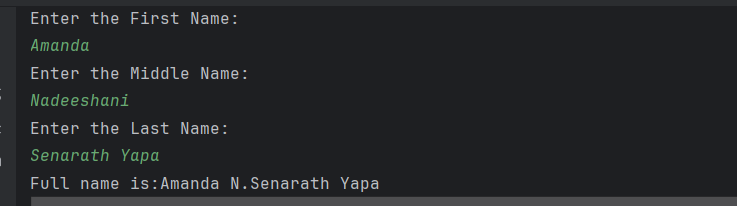 Enter the First Name:
Amanda
Enter the Middle Name:
Nadeeshani
Enter the Last Name:
Senarath Yapa
Full name is:Amanda N.Senarath Yapa